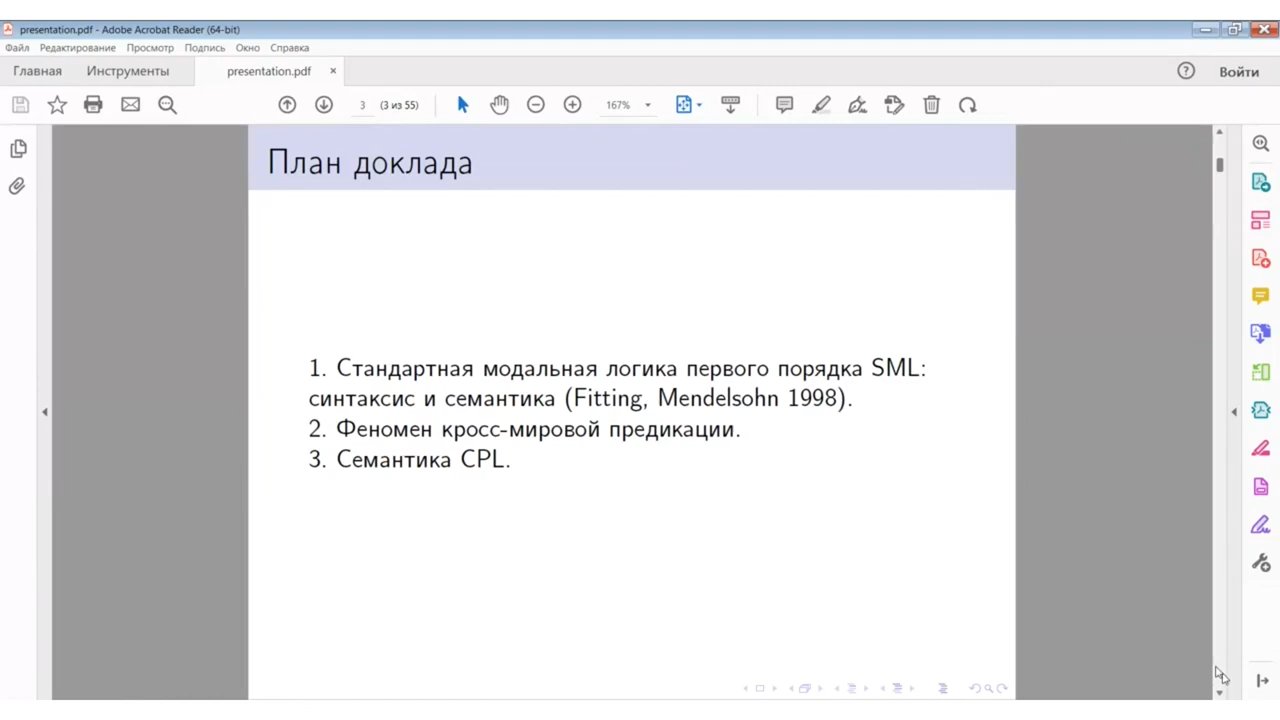 presentation.pdf - Adobe Acrobat Reader (64-bit)
Файл Редактирование Просмотр Подпись Окно Справка
Главная Инструменты presentation.pdf × Войти
3 (3 из 55) 167%
План доклада
1. Стандартная модальная логика первого порядка SML:
синтаксис и семантика (Fitting, Mendelsohn 1998).
2. Феномен кросс-мировой предикации.
3. Семантика CPL.